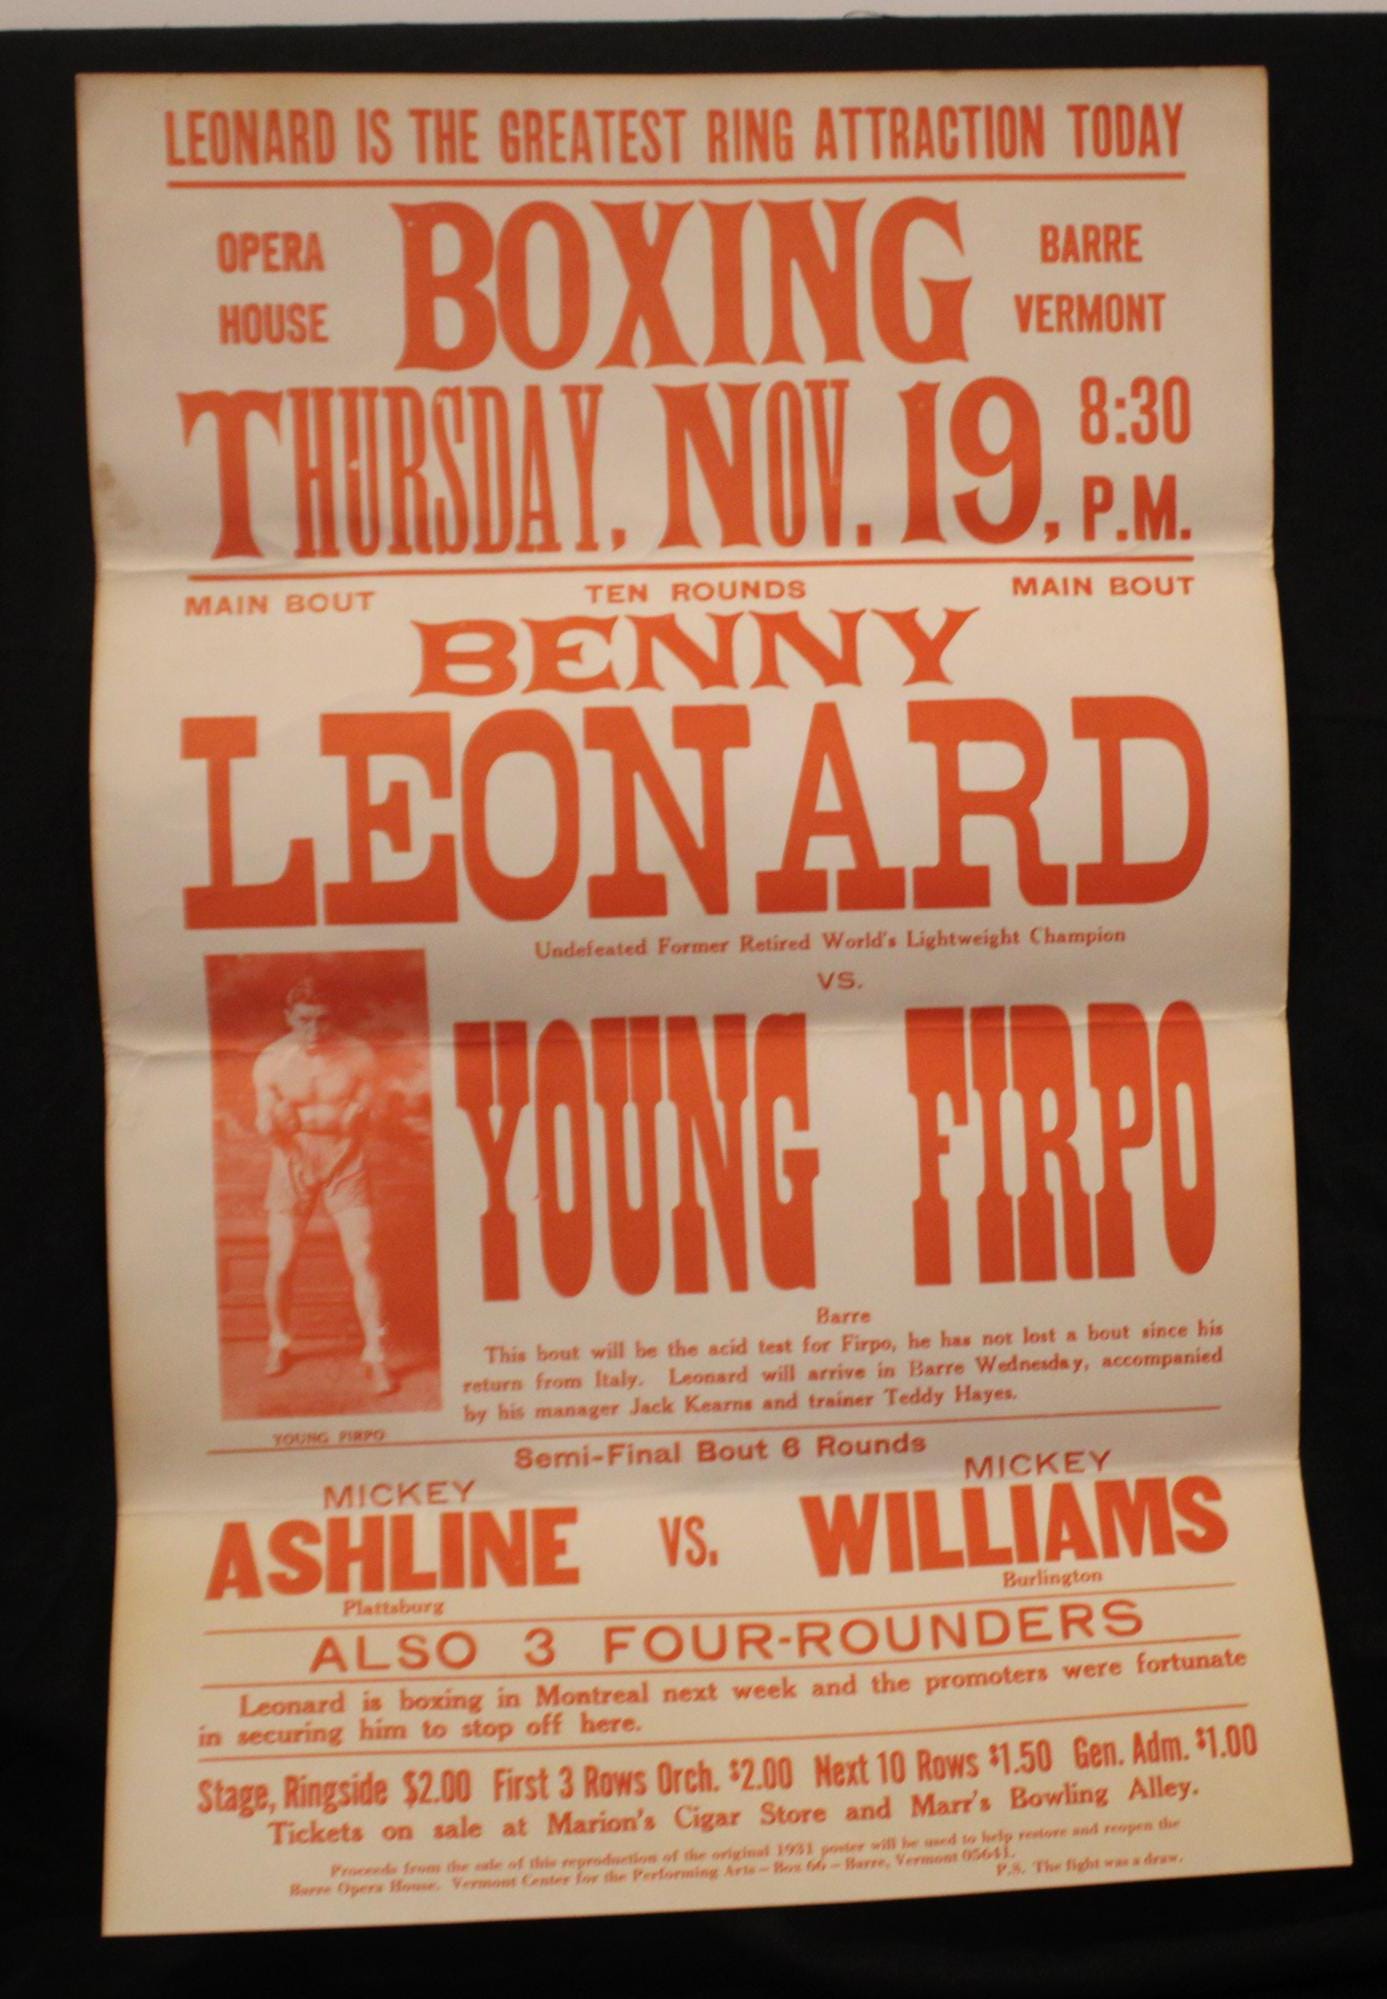 LEONARD IS THE GREATEST RING ATTRACTION TODAY
OPERA HOUSE
BOXING
BARRE VERMONT
THURSDAY, NOV. 19, 8:30 P.M.
MAIN BOUT TEN ROUNDS MAIN BOUT
BENNY
LEONARD
Undefeated Former Retired World's Lightweight Champion
VS.
YOUNG FIRPO
Barre
This bout will be the acid test for Firpo, he has not lost a bout since his
return from Italy. Leonard will arrive in Barre Wednesday, accompanied
by his manager Jack Kearns and trainer Teddy Hayes.
YOUNG FIRPO
Semi-Final Bout 6 Rounds
MICKEY
ASHLINE
Plattsburg
VS.
MICKEY
WILLIAMS
Burlington
ALSO 3 FOUR-ROUNDERS
Leonard is boxing in Montreal next week and the promoters were fortunate
in securing him to stop off here.
Stage, Ringside $2.00 First 3 Rows Orch. $2.00 Next 10 Rows $1.50 Gen. Adm. $1.00
Tickets on sale at Marion's Cigar Store and Marr's Bowling Alley.
Proceeds from the sale of this reproduction of the original 1931 poster will be used to help restore and reopen the
Barre Opera House. Vermont Center for the Performing Arts – Box 66 – Barre, Vermont 05641.
P.S. The fight was a draw.